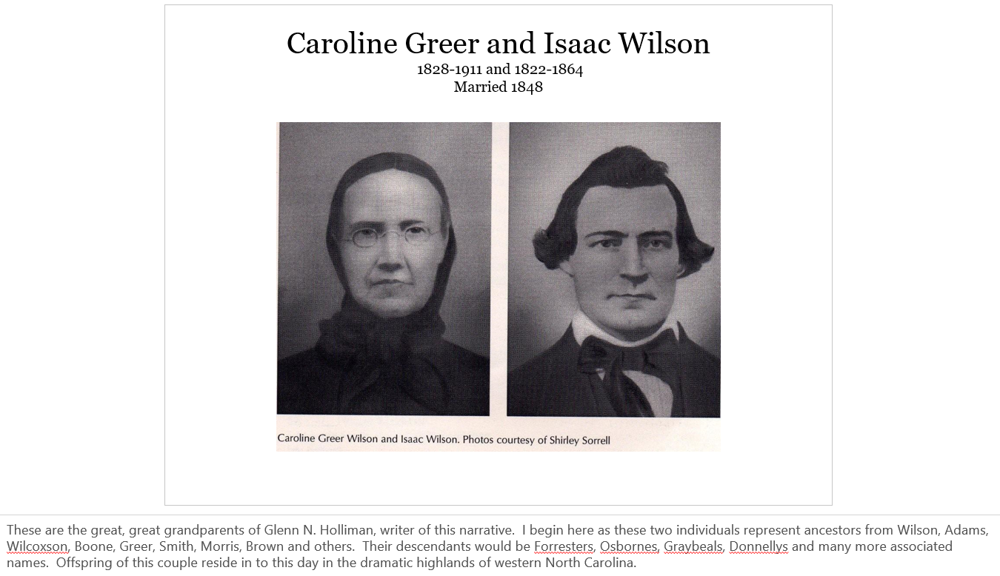 Caroline Greer and Isaac Wilson
1828-1911 and 1822-1864
Married 1848
Caroline Greer Wilson and Isaac Wilson. Photos courtesy of Shirley Sorrell
These are the great, great grandparents of Glenn N. Holliman, writer of this narrative.  I begin here as these two individuals represent ancestors from Wilson, Adams,
Wilcoxson, Boone, Greer, Smith, Morris, Brown and others.  Their descendants would be Forresters, Osbornes, Graybeals, Donnellys and many more associated
names.  Offspring of this couple reside in to this day in the dramatic highlands of western North Carolina.